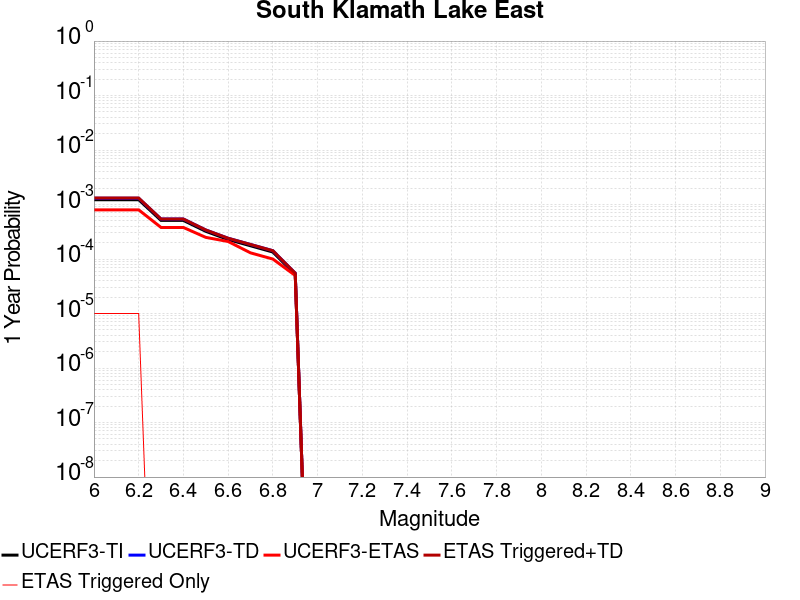 South Klamath Lake East
1 Year Probability
10^0
10^-1
10^-2
10^-3
10^-4
10^-5
10^-6
10^-7
10^-8
6 6.2 6.4 6.6 6.8 7 7.2 7.4 7.6 7.8 8 8.2 8.4 8.6 8.8 9
Magnitude
UCERF3-TI UCERF3-TD UCERF3-ETAS ETAS Triggered+TD
ETAS Triggered Only